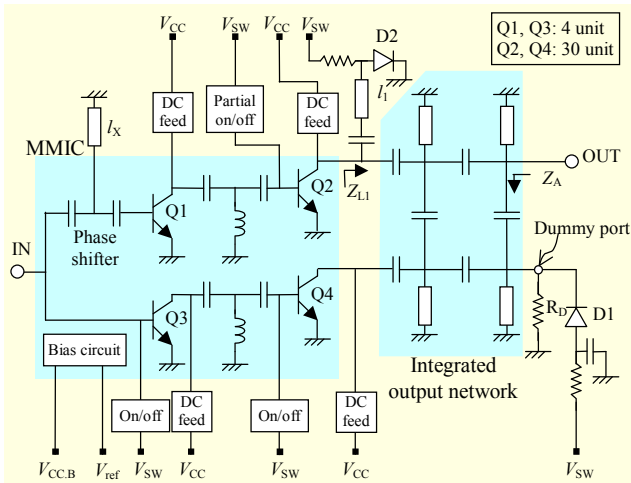 V_CC
V_SW
V_CC
V_SW
D2
Q1, Q3: 4 unit
Q2, Q4: 30 unit
l_X
DC
feed
Partial
on/off
DC
feed
l_1
MMIC
Q2
Z_L1
OUT
Z_A
Q1
IN
Phase
shifter
Dummy port
Q3
Q4
R_D
D1
Bias circuit
Integrated
output network
On/off
DC
feed
On/off
DC
feed
V_CC.B
V_ref
V_SW
V_CC
V_SW
V_CC
V_SW